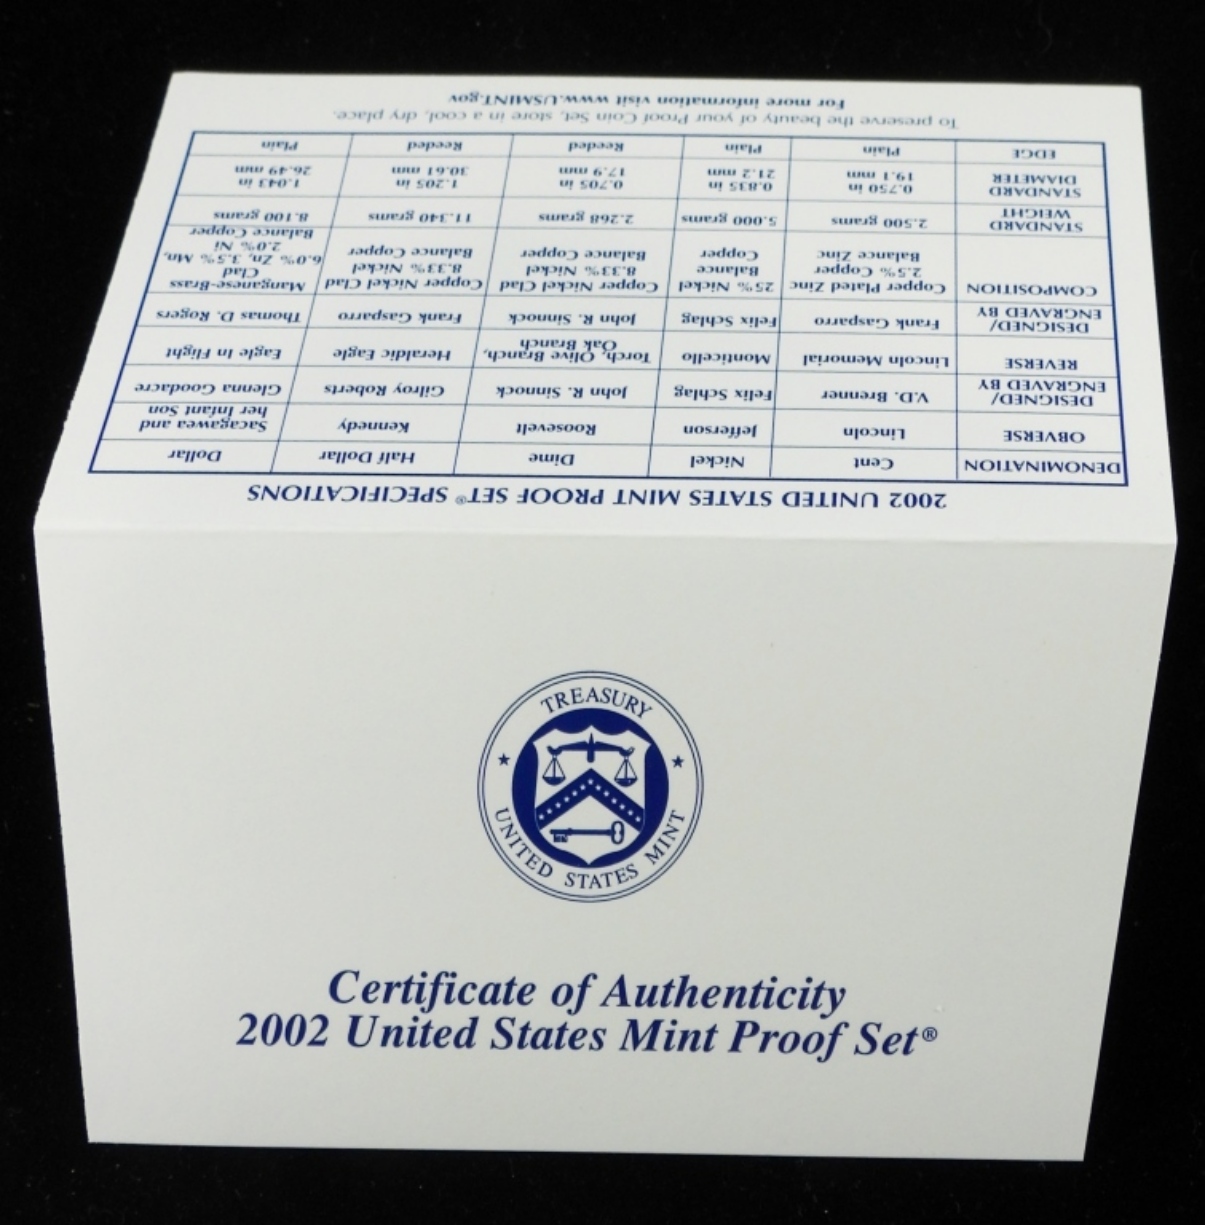 TREASURY
UNITED STATES MINT
Certificate of Authenticity
2002 United States Mint Proof Set®
2002 UNITED STATES MINT PROOF SET® SPECIFICATIONS
DENOMINATION Cent Nickel Dime Half Dollar Dollar
OBVERSE Lincoln Jefferson Roosevelt Kennedy Sacagawea and
her Infant Son
DESIGNED/
ENGRAVED BY V.D. Brenner Felix Schlag John R. Sinnock Gilroy Roberts Glenna Goodacre
REVERSE Lincoln Memorial Monticello Torch, Olive Branch,
Oak Branch Heraldic Eagle Eagle In Flight
DESIGNED/
ENGRAVED BY Frank Gasparro Felix Schlag John R. Sinnock Frank Gasparro Thomas D. Rogers
COMPOSITION Copper Plated Zinc 25% Nickel Copper Nickel Clad Copper Nickel Clad Manganese-Brass
Clad
2.5% Copper Balance 8.33% Nickel 8.33% Nickel 6.0% Zn, 3.5% Mn,
2.0% Ni
Balance Zinc Copper Balance Copper Balance Copper Balance Copper
STANDARD
WEIGHT 2.500 grams 5.000 grams 2.268 grams 11.340 grams 8.100 grams
STANDARD 0.750 in 0.835 in 0.705 in 1.205 in 1.043 in
DIAMETER 19.1 mm 21.2 mm 17.9 mm 30.61 mm 26.49 mm
EDGE Plain Plain Reeded Reeded Plain
To preserve the beauty of your Proof Coin Set, store in a cool, dry place.
For more information visit www.USMINT.gov